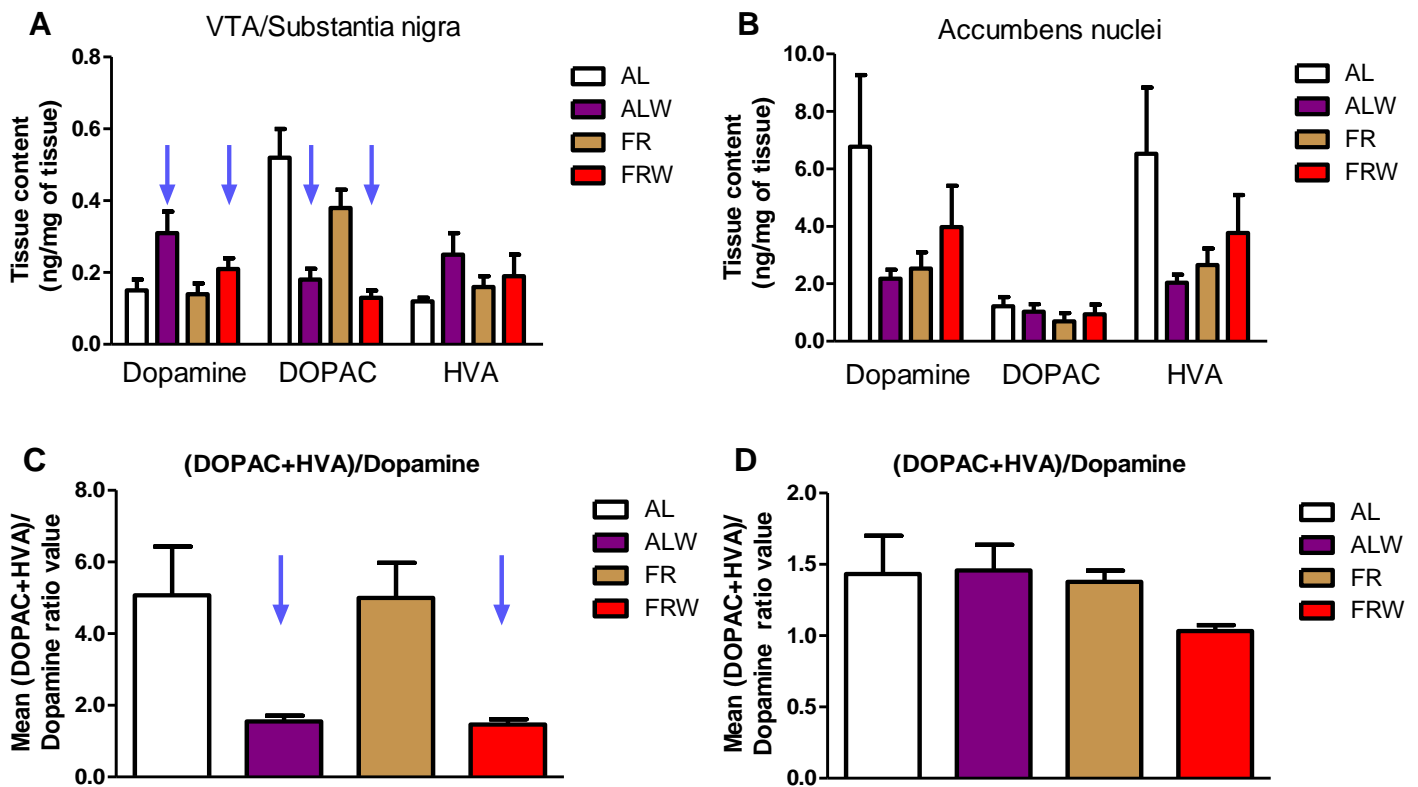 A
VTA/Substantia nigra
Tissue content
(ng/mg of tissue)
0.8
0.6
0.4
0.2
0.0
Dopamine
DOPAC
HVA
AL
ALW
FR
FRW
B
Accumbens nuclei
Tissue content
(ng/mg of tissue)
10.0
8.0
6.0
4.0
2.0
0.0
Dopamine
DOPAC
HVA
AL
ALW
FR
FRW
C
(DOPAC+HVA)/Dopamine
Mean (DOPAC+HVA)/
Dopamine ratio value
8.0
6.0
4.0
2.0
0.0
AL
ALW
FR
FRW
D
(DOPAC+HVA)/Dopamine
Mean (DOPAC+HVA)/
Dopamine ratio value
2.0
1.5
1.0
0.5
0.0
AL
ALW
FR
FRW